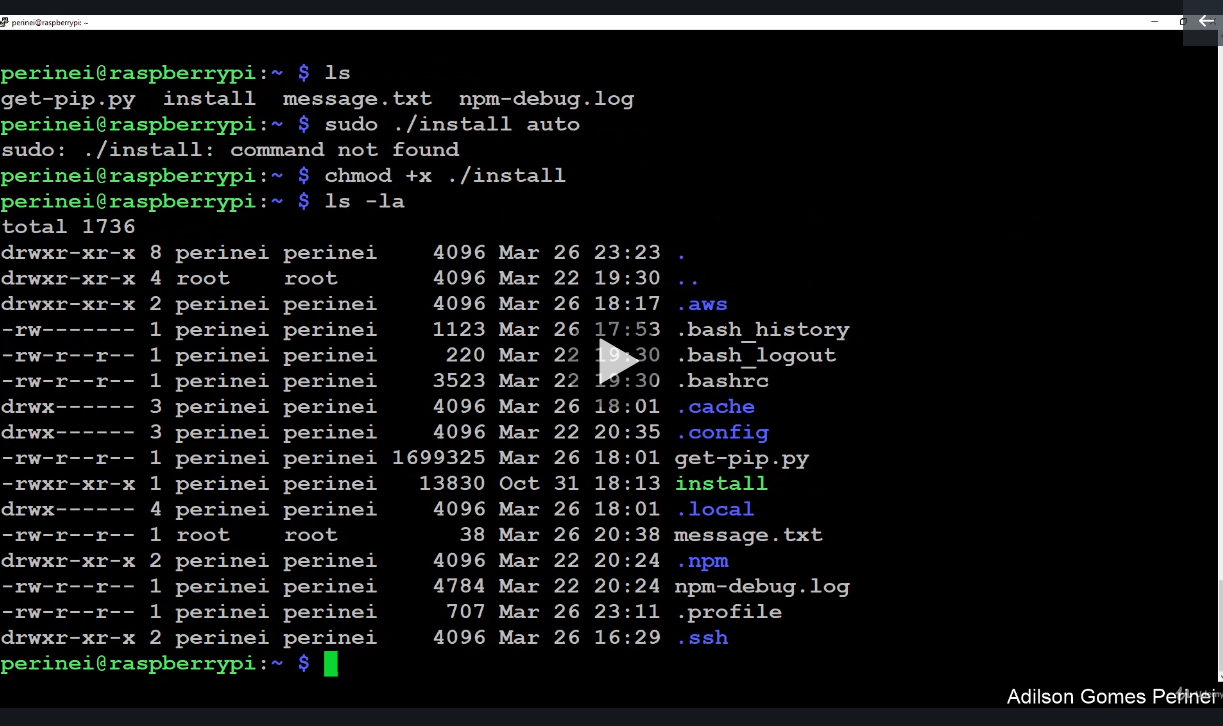 perinei@raspberrypi: ~
perinei@raspberrypi:~ $ ls
get-pip.py  install  message.txt  npm-debug.log
perinei@raspberrypi:~ $ sudo ./install auto
sudo: ./install: command not found
perinei@raspberrypi:~ $ chmod +x ./install
perinei@raspberrypi:~ $ ls -la
total 1736
drwxr-xr-x 8 perinei perinei    4096 Mar 26 23:23 .
drwxr-xr-x 4 root    root       4096 Mar 22 19:30 ..
drwxr-xr-x 2 perinei perinei    4096 Mar 26 18:17 .aws
-rw------- 1 perinei perinei    1123 Mar 26 17:53 .bash_history
-rw-r--r-- 1 perinei perinei     220 Mar 22 19:30 .bash_logout
-rw-r--r-- 1 perinei perinei    3523 Mar 22 19:30 .bashrc
drwx------ 3 perinei perinei    4096 Mar 26 18:01 .cache
drwx------ 3 perinei perinei    4096 Mar 22 20:35 .config
-rw-r--r-- 1 perinei perinei 1699325 Mar 26 18:01 get-pip.py
-rwxr-xr-x 1 perinei perinei   13830 Oct 31 18:13 install
drwx------ 4 perinei perinei    4096 Mar 26 18:01 .local
-rw-r--r-- 1 root    root         38 Mar 26 20:38 message.txt
drwxr-xr-x 2 perinei perinei    4096 Mar 22 20:24 .npm
-rw-r--r-- 1 perinei perinei    4784 Mar 22 20:24 npm-debug.log
-rw-r--r-- 1 perinei perinei     707 Mar 26 23:11 .profile
drwxr-xr-x 2 perinei perinei    4096 Mar 26 16:29 .ssh
perinei@raspberrypi:~ $
Adilson Gomes Perinei